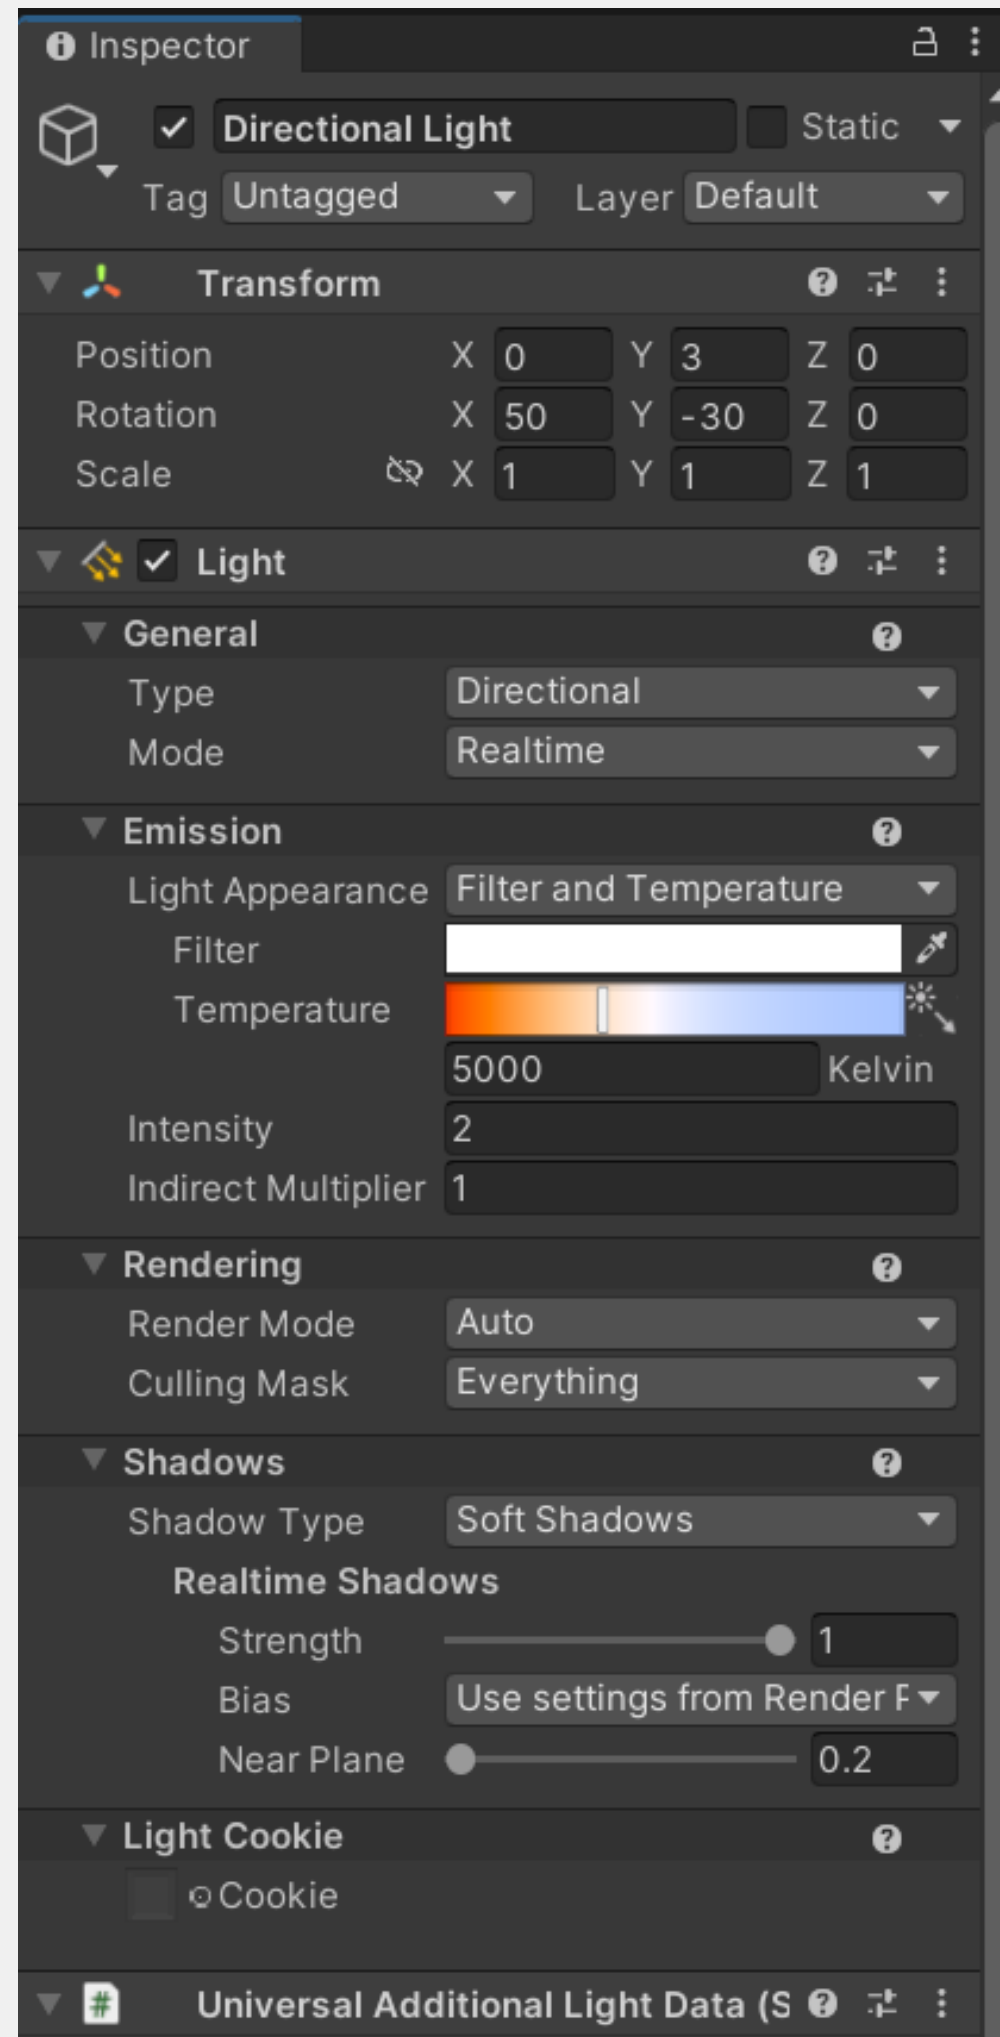 Inspector
Directional Light Static
Tag Untagged Layer Default
Transform
Position X 0 Y 3 Z 0
Rotation X 50 Y -30 Z 0
Scale X 1 Y 1 Z 1
Light
General
Type Directional
Mode Realtime
Emission
Light Appearance Filter and Temperature
Filter
Temperature
5000 Kelvin
Intensity 2
Indirect Multiplier 1
Rendering
Render Mode Auto
Culling Mask Everything
Shadows
Shadow Type Soft Shadows
Realtime Shadows
Strength 1
Bias Use settings from Render P
Near Plane 0.2
Light Cookie
Cookie
# Universal Additional Light Data (S